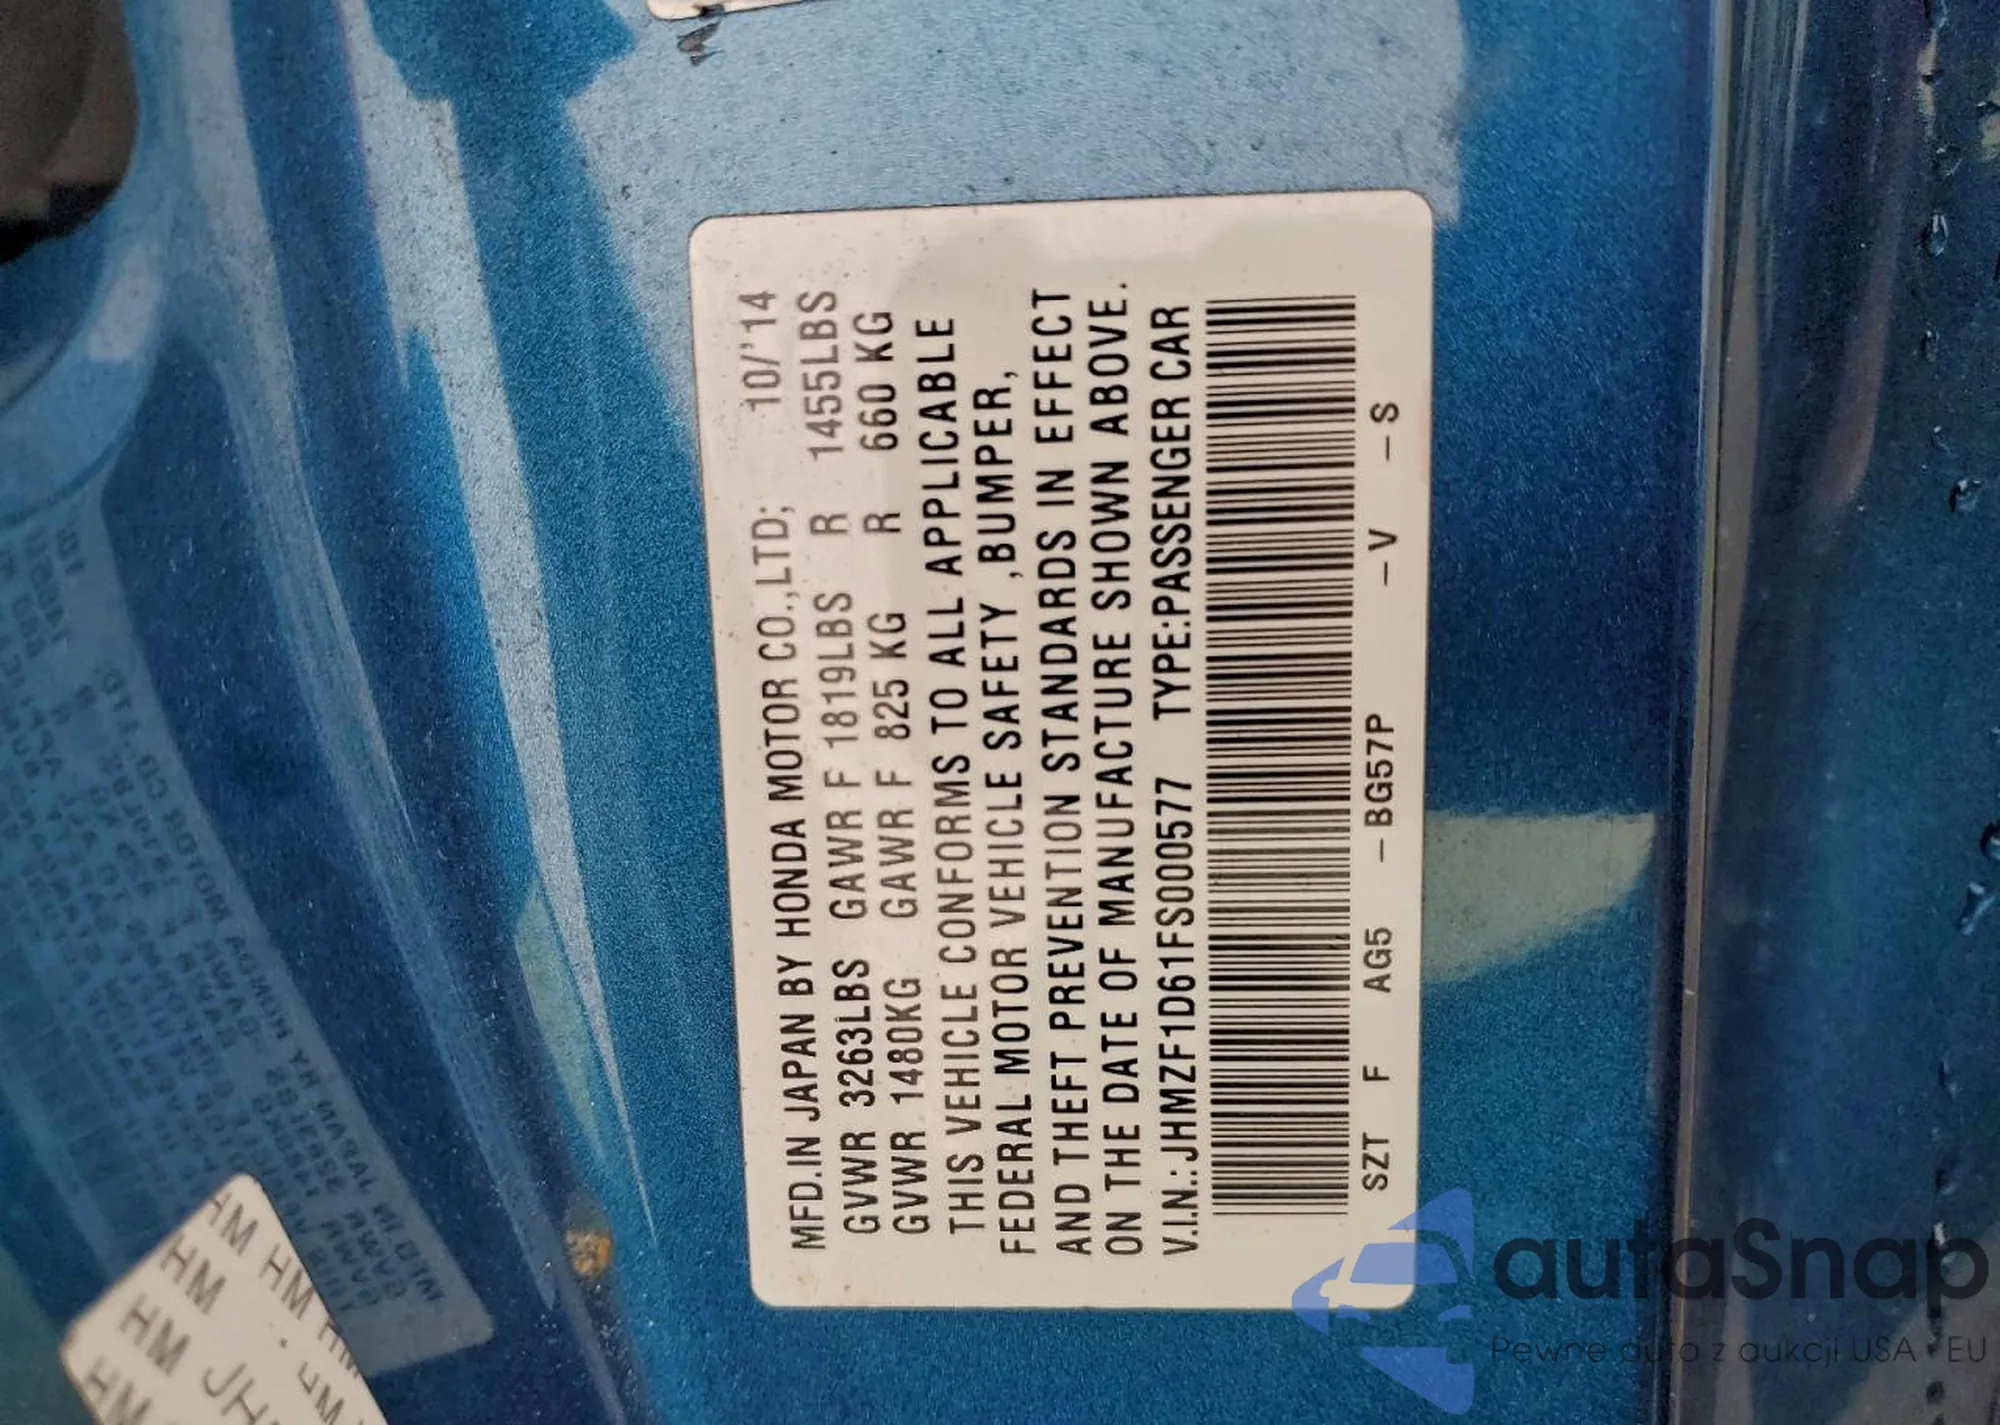 MFD.IN JAPAN BY HONDA MOTOR CO.,LTD; 10/'14
GVWR 3263LBS GAWR F 1819LBS R 1455LBS
GVWR 1480KG GAWR F 825 KG R 660 KG
THIS VEHICLE CONFORMS TO ALL APPLICABLE
FEDERAL MOTOR VEHICLE SAFETY ,BUMPER,
AND THEFT PREVENTION STANDARDS IN EFFECT
ON THE DATE OF MANUFACTURE SHOWN ABOVE.
V.I.N.:JHMZF1D61FS000577 TYPE:PASSENGER CAR
SZT F AG5 –BG57P –V –S
autaSnap
Pewne auta z aukcji USA i EU